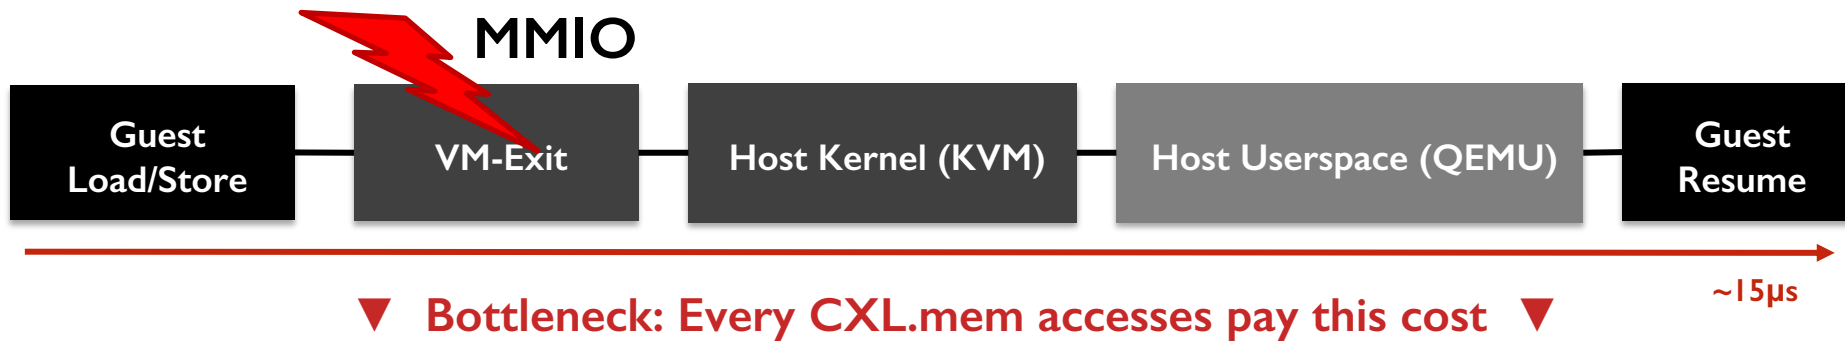 MMIO
Guest
Load/Store
VM-Exit
Host Kernel (KVM)
Host Userspace (QEMU)
Guest
Resume
~15μs
▼ Bottleneck: Every CXL.mem accesses pay this cost ▼